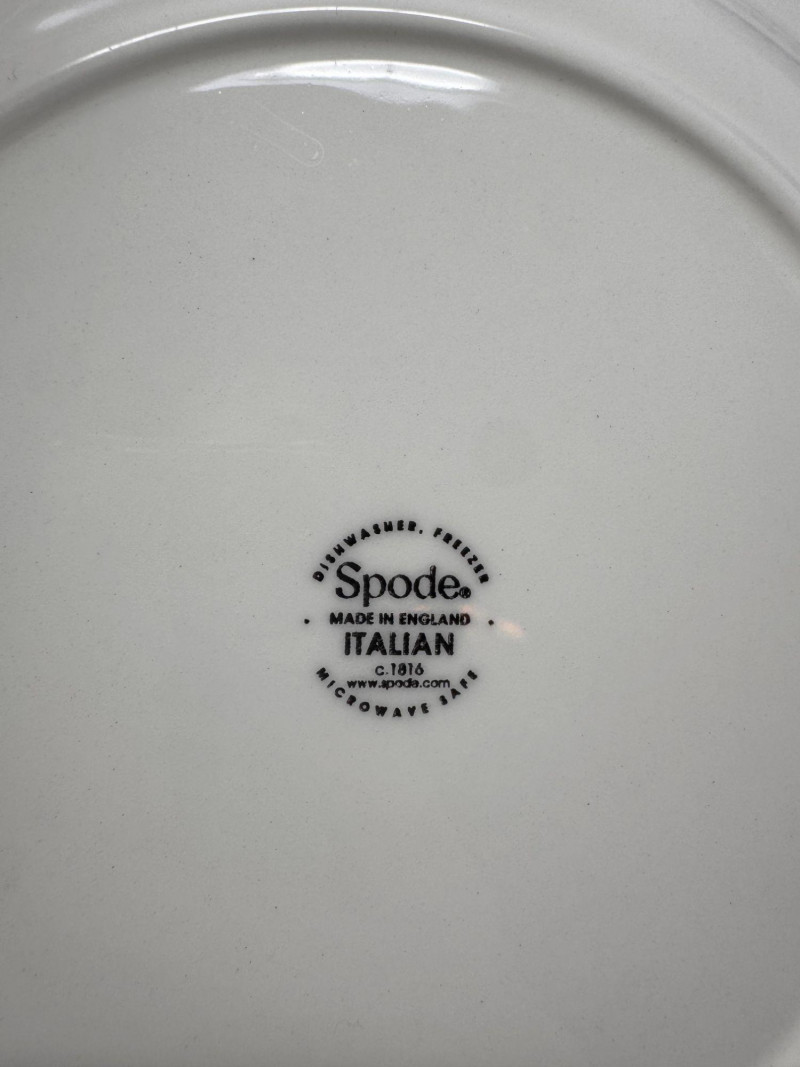 DISHWASHER, FREEZER
Spode®
• MADE IN ENGLAND •
ITALIAN
c.1816
www.spode.com
MICROWAVE SAFE